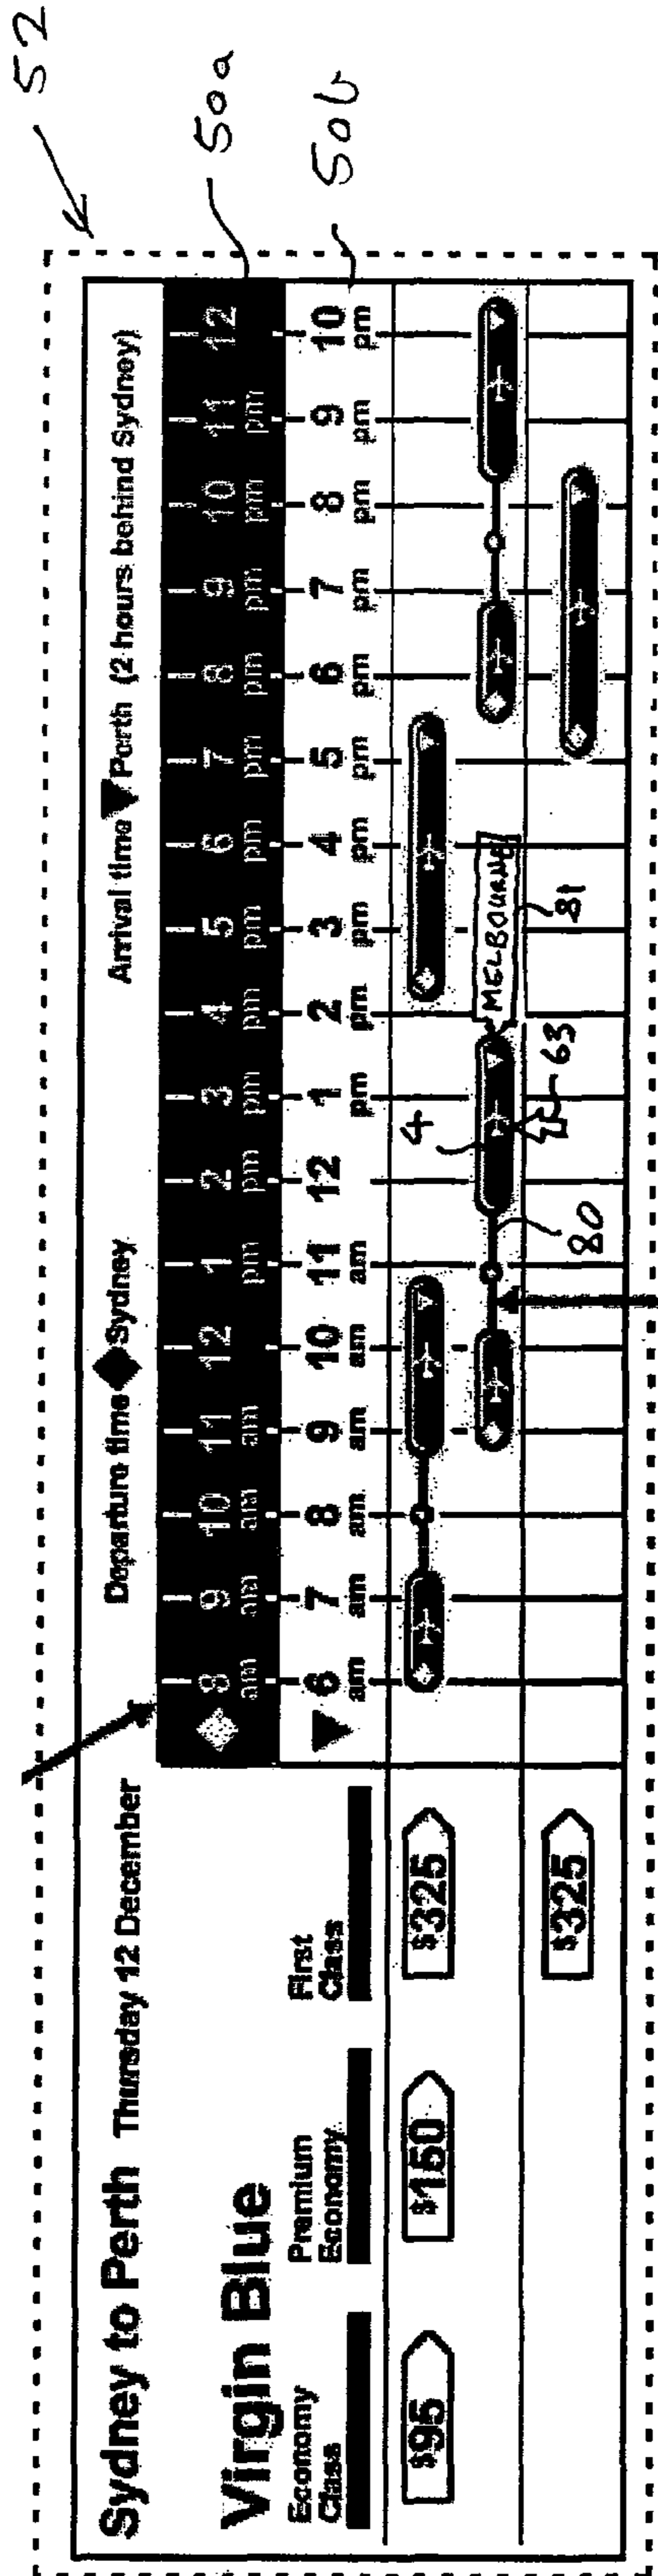 52
Sydney to Perth Thursday 12 December
Departure time Sydney
Arrival time Perth (2 hours behind Sydney)
Virgin Blue
Economy Class
Premium Economy
First Class
8 am 9 am 10 am 11 am 12 1 pm 2 pm 3 pm 4 pm 5 pm 6 pm 7 pm 8 pm 9 pm 10 pm 11 pm 12
50a
6 am 7 am 8 am 9 am 10 am 11 am 12 1 pm 2 pm 3 pm 4 pm 5 pm 6 pm 7 pm 8 pm 9 pm 10 pm
50b
$95 $150 $325
4
MELBOURNE
81
80
63
$325